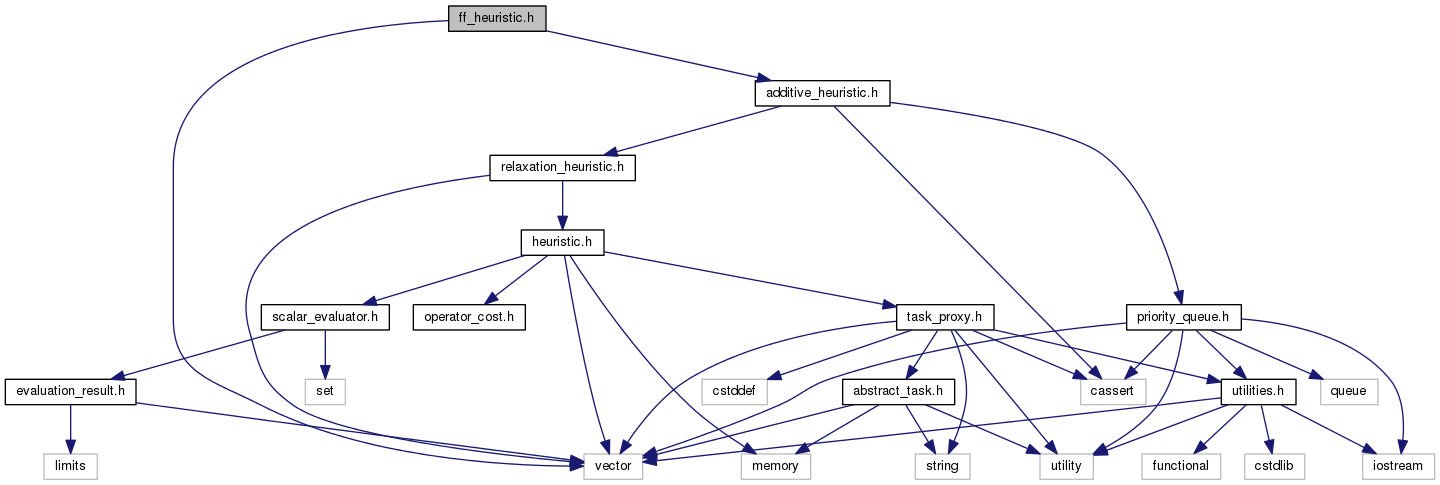 ff_heuristic.h
additive_heuristic.h
relaxation_heuristic.h
heuristic.h
scalar_evaluator.h
operator_cost.h
task_proxy.h
priority_queue.h
evaluation_result.h
set
cstddef
abstract_task.h
cassert
utilities.h
queue
limits
vector
memory
string
utility
functional
cstdlib
iostream